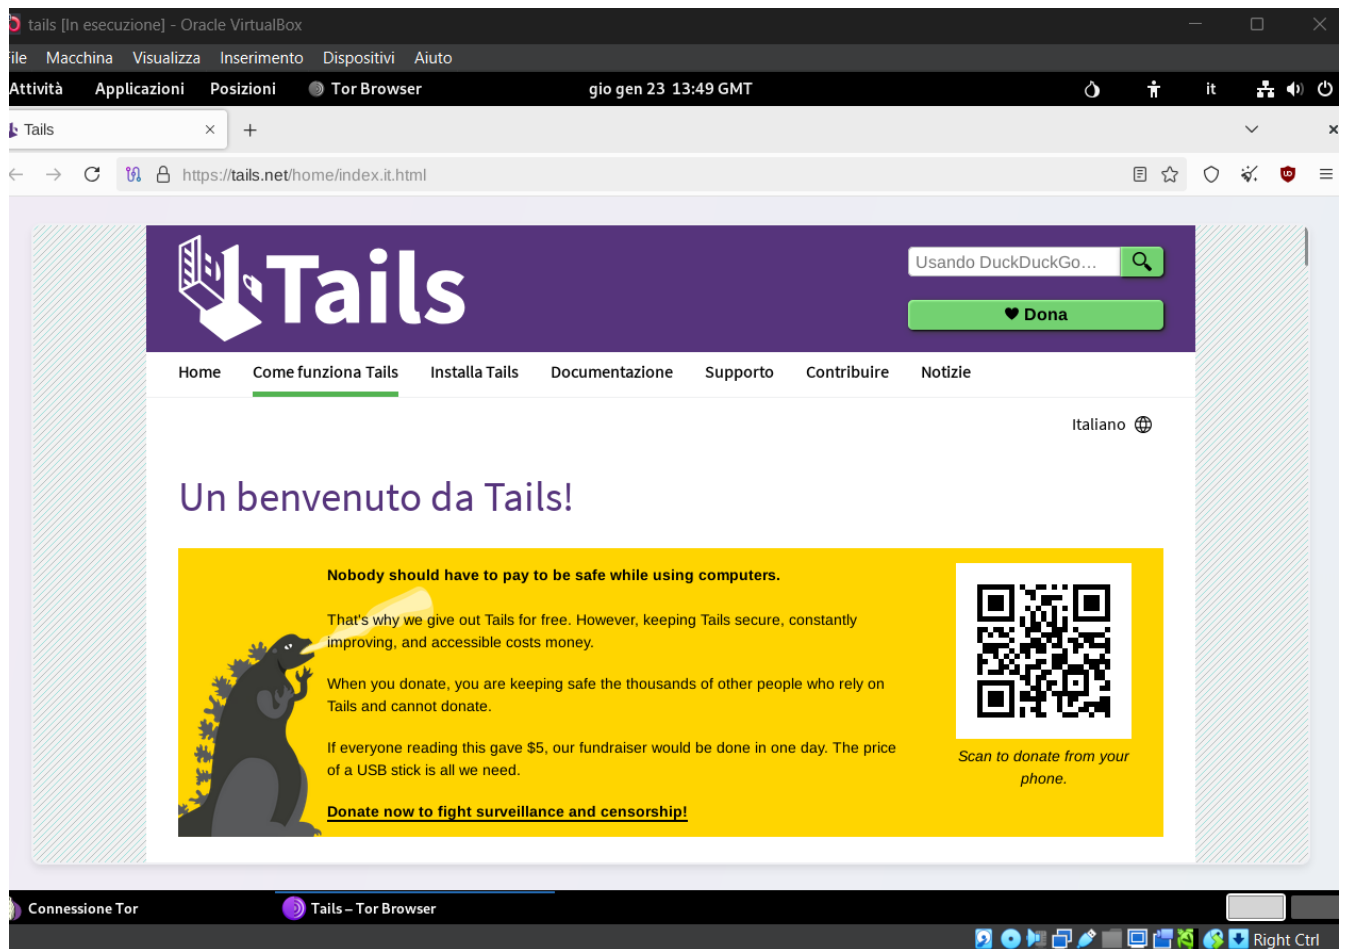 tails [In esecuzione] - Oracle VirtualBox
File Macchina Visualizza Inserimento Dispositivi Aiuto
Attività Applicazioni Posizioni Tor Browser gio gen 23 13:49 GMT it
Tails
https://tails.net/home/index.it.html
Tails
Usando DuckDuckGo...
Dona
Home Come funziona Tails Installa Tails Documentazione Supporto Contribuire Notizie
Italiano
Un benvenuto da Tails!
Nobody should have to pay to be safe while using computers.
That's why we give out Tails for free. However, keeping Tails secure, constantly
improving, and accessible costs money.
When you donate, you are keeping safe the thousands of other people who rely on
Tails and cannot donate.
If everyone reading this gave $5, our fundraiser would be done in one day. The price
of a USB stick is all we need.
Donate now to fight surveillance and censorship!
Scan to donate from your
phone.
Connessione Tor Tails – Tor Browser
Right Ctrl